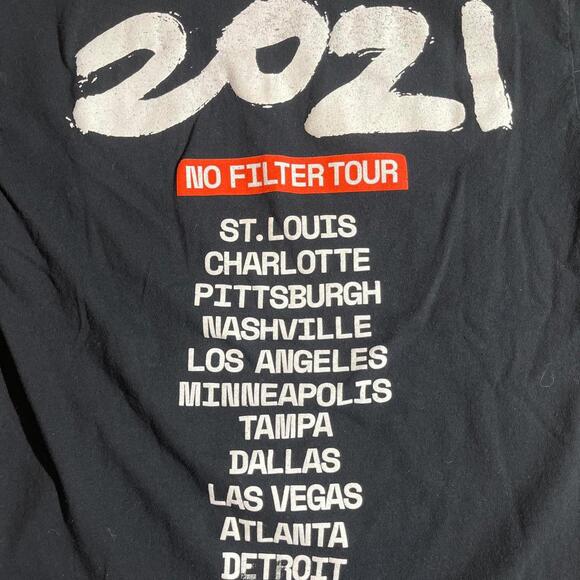 2021
NO FILTER TOUR
ST. LOUIS
CHARLOTTE
PITTSBURGH
NASHVILLE
LOS ANGELES
MINNEAPOLIS
TAMPA
DALLAS
LAS VEGAS
ATLANTA
DETROIT